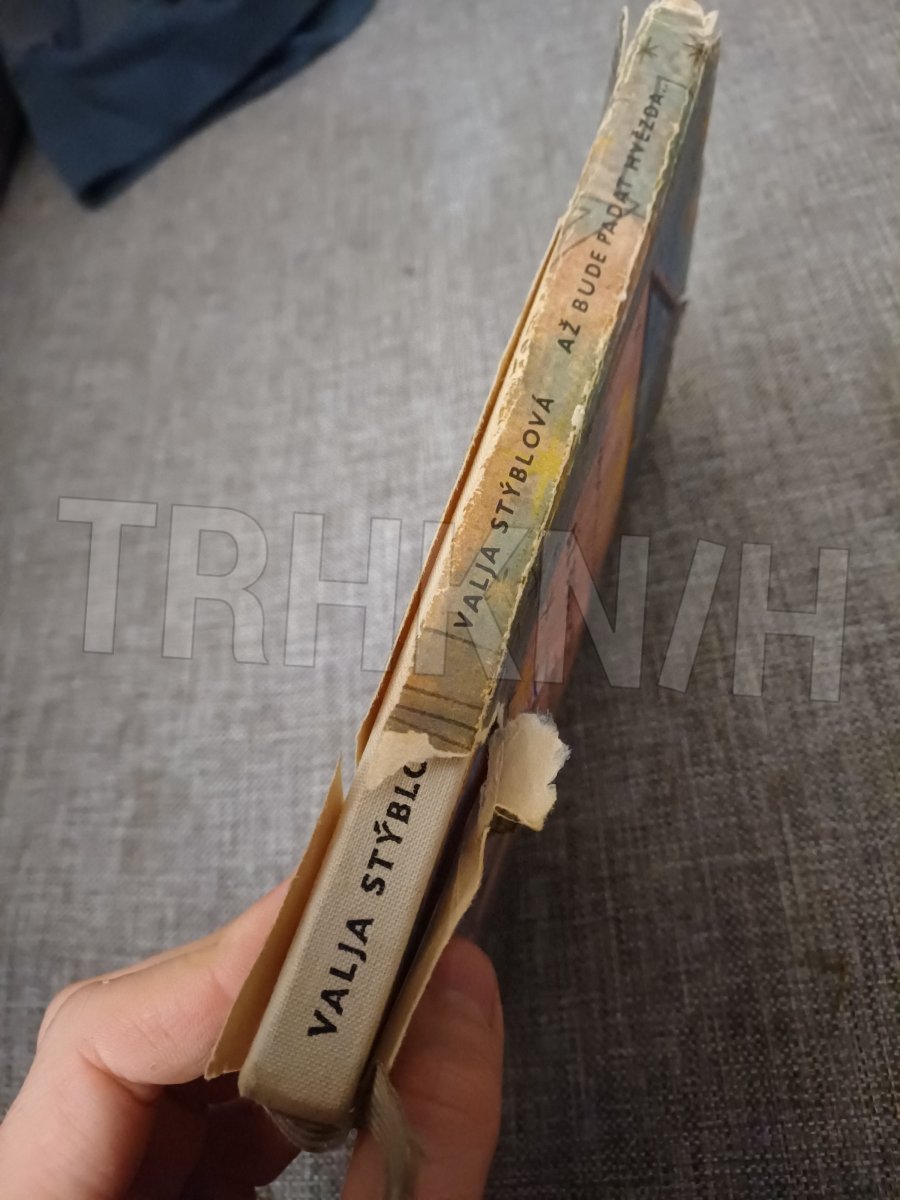 VALJA STÝBLOVÁ AŽ BUDE PADAT HVĚZDA...
VALJA STÝBLO
TRHKNIH